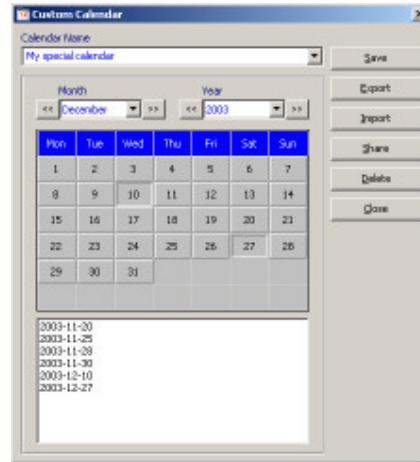 Custom Calendar
Calendar Name
My special calendar
Save
Month
Year
Export
<< December >> << 2003 >>
Import
Mon Tue Wed Thu Fri Sat Sun
Share
1 2 3 4 5 6 7
Delete
8 9 10 11 12 13 14
Close
15 16 17 18 19 20 21
22 23 24 25 26 27 28
29 30 31
2003-11-20
2003-11-25
2003-11-28
2003-11-30
2003-12-10
2003-12-27